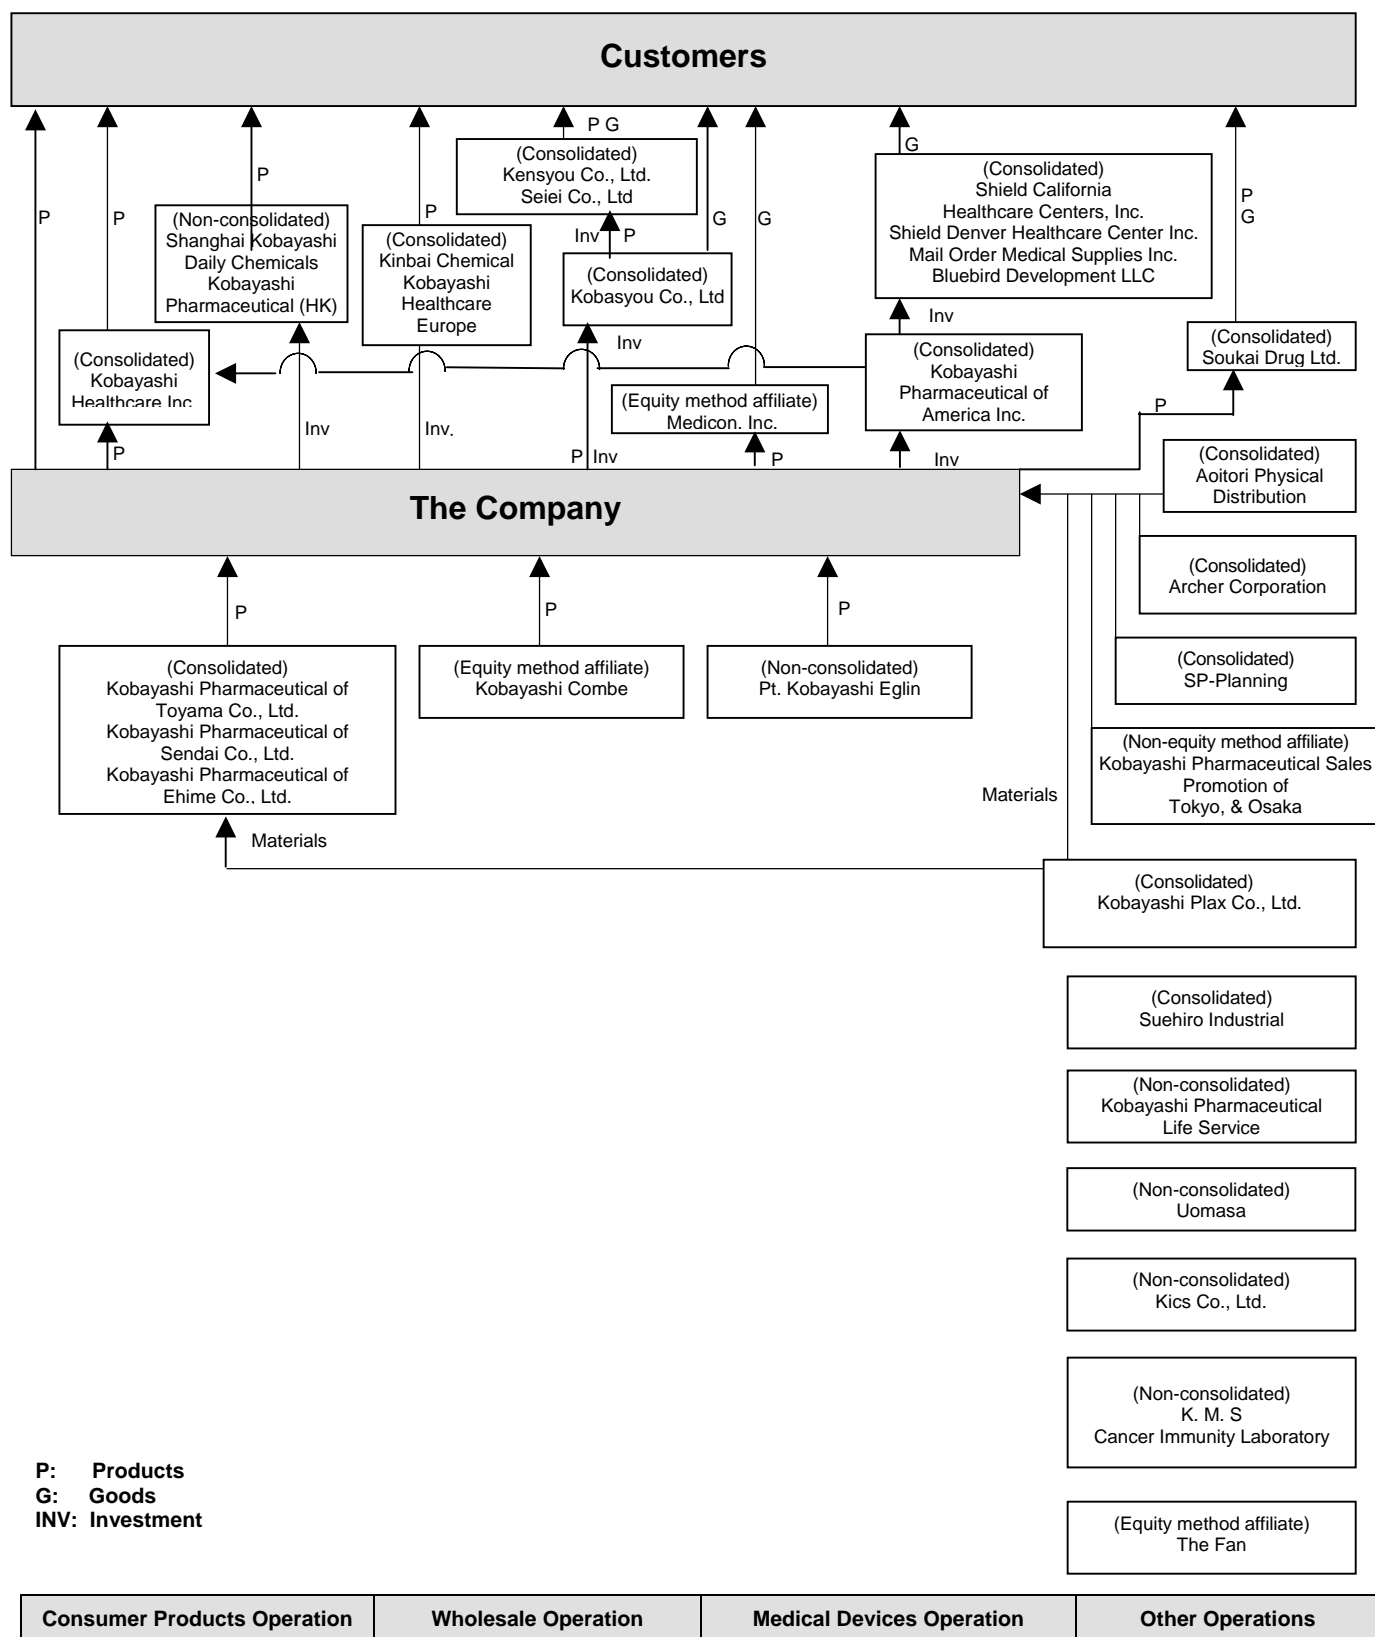 Customers
P G
P
P
P
P
G
G
G
P
G
(Consolidated)
Kensyou Co., Ltd.
Seiei Co., Ltd
(Consolidated)
Shield California
Healthcare Centers, Inc.
Shield Denver Healthcare Center Inc.
Mail Order Medical Supplies Inc.
Bluebird Development LLC
(Non-consolidated)
Shanghai Kobayashi
Daily Chemicals
Kobayashi
Pharmaceutical (HK)
(Consolidated)
Kinbai Chemical
Kobayashi
Healthcare
Europe
Inv P
(Consolidated)
Kobasyou Co., Ltd
Inv
Inv
(Consolidated)
Soukai Drug Ltd.
(Consolidated)
Kobayashi
Healthcare Inc.
(Consolidated)
Kobayashi
Pharmaceutical of
America Inc.
(Equity method affiliate)
Medicon. Inc.
P
Inv
Inv.
P
P Inv
P
Inv
(Consolidated)
Aoitori Physical
Distribution
The Company
(Consolidated)
Archer Corporation
P
P
P
(Consolidated)
Kobayashi Pharmaceutical of
Toyama Co., Ltd.
Kobayashi Pharmaceutical of
Sendai Co., Ltd.
Kobayashi Pharmaceutical of
Ehime Co., Ltd.
(Equity method affiliate)
Kobayashi Combe
(Non-consolidated)
Pt. Kobayashi Eglin
(Consolidated)
SP-Planning
(Non-equity method affiliate)
Kobayashi Pharmaceutical Sales
Promotion of
Tokyo, & Osaka
Materials
Materials
(Consolidated)
Kobayashi Plax Co., Ltd.
(Consolidated)
Suehiro Industrial
(Non-consolidated)
Kobayashi Pharmaceutical
Life Service
(Non-consolidated)
Uomasa
(Non-consolidated)
Kics Co., Ltd.
(Non-consolidated)
K. M. S
Cancer Immunity Laboratory
P: Products
G: Goods
INV: Investment
(Equity method affiliate)
The Fan
Consumer Products Operation
Wholesale Operation
Medical Devices Operation
Other Operations